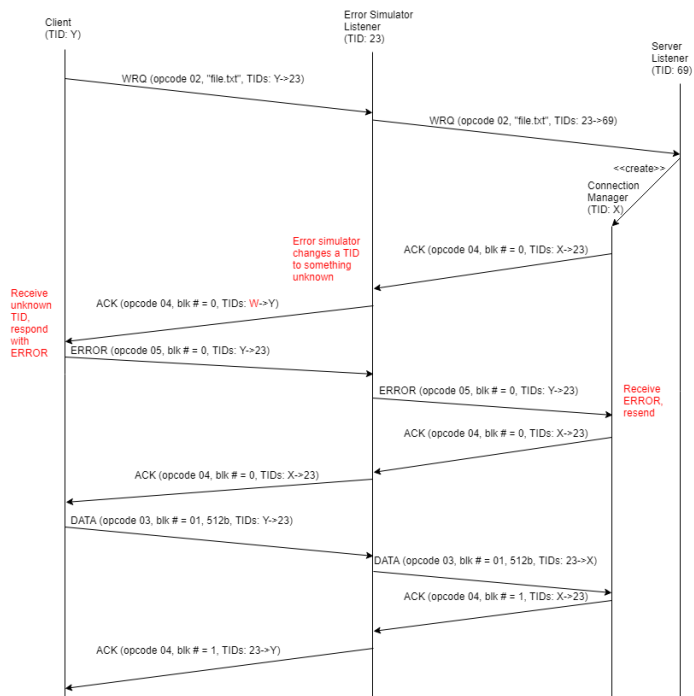 Client
(TID: Y)
Error Simulator
Listener
(TID: 23)
Server
Listener
(TID: 69)
WRQ (opcode 02, "file.txt", TIDs: Y->23)
WRQ (opcode 02, "file.txt", TIDs: 23->69)
<<create>>
Connection
Manager
(TID: X)
Error simulator
changes a TID
to something
unknown
ACK (opcode 04, blk # = 0, TIDs: X->23)
Receive
unknown
TID,
respond
with
ERROR
ACK (opcode 04, blk # = 0, TIDs: W->Y)
ERROR (opcode 05, blk # = 0, TIDs: Y->23)
ERROR (opcode 05, blk # = 0, TIDs: Y->23)
Receive
ERROR,
resend
ACK (opcode 04, blk # = 0, TIDs: X->23)
ACK (opcode 04, blk # = 0, TIDs: X->23)
DATA (opcode 03, blk # = 01, 512b, TIDs: Y->23)
DATA (opcode 03, blk # = 01, 512b, TIDs: 23->X)
ACK (opcode 04, blk # = 1, TIDs: X->23)
ACK (opcode 04, blk # = 1, TIDs: 23->Y)